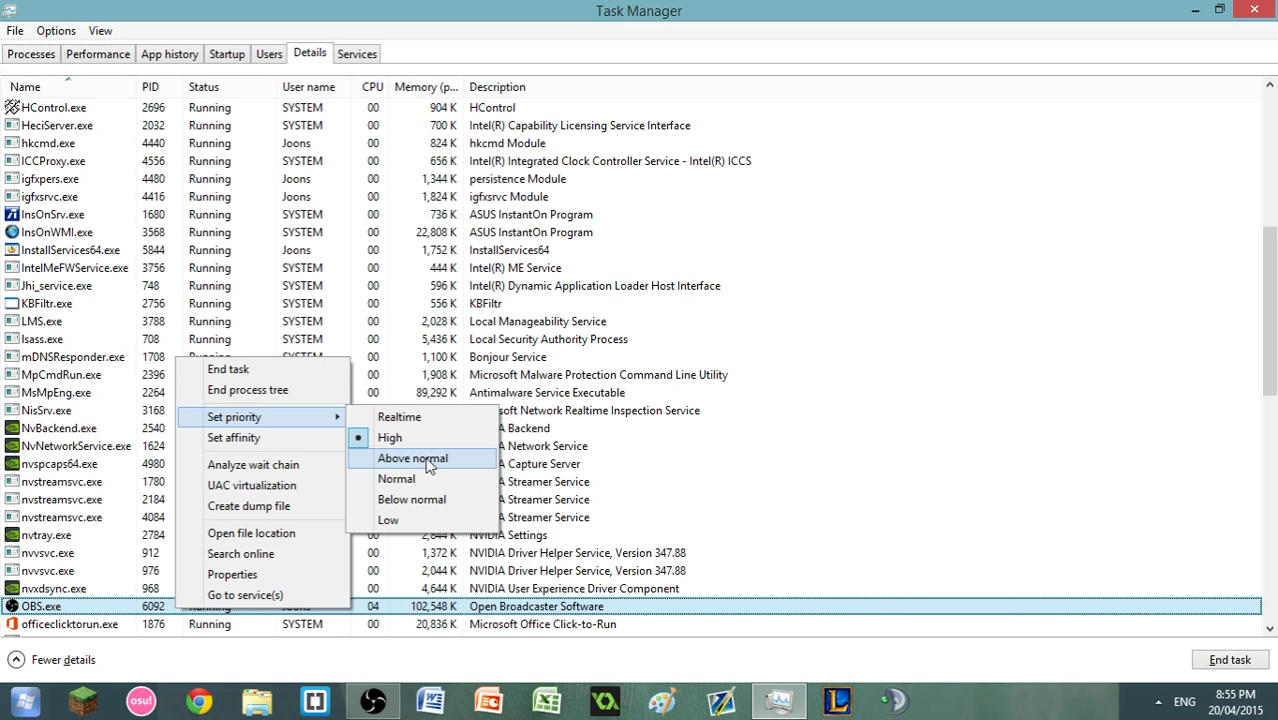 Task Manager
File Options View
Processes Performance App history Startup Users Details Services
Name PID Status User name CPU Memory (p... Description
HControl.exe 2696 Running SYSTEM 00 904 K HControl
HeciServer.exe 2032 Running SYSTEM 00 700 K Intel(R) Capability Licensing Service Interface
hkcmd.exe 4440 Running Joons 00 824 K hkcmd Module
ICCProxy.exe 4556 Running SYSTEM 00 656 K Intel(R) Integrated Clock Controller Service - Intel(R) ICCS
igfxpers.exe 4480 Running Joons 00 1,344 K persistence Module
igfxsrvc.exe 4416 Running Joons 00 1,824 K igfxsrvc Module
InsOnSrv.exe 1680 Running SYSTEM 00 736 K ASUS InstantOn Program
InsOnWMI.exe 3568 Running SYSTEM 00 22,808 K ASUS InstantOn Program
InstallServices64.exe 5844 Running Joons 00 1,752 K InstallServices64
IntelMeFWService.exe 3756 Running SYSTEM 00 444 K Intel(R) ME Service
Jhi_service.exe 748 Running SYSTEM 00 596 K Intel(R) Dynamic Application Loader Host Interface
KBFiltr.exe 2756 Running SYSTEM 00 556 K KBFiltr
LMS.exe 3788 Running SYSTEM 00 2,028 K Local Manageability Service
lsass.exe 708 Running SYSTEM 00 5,436 K Local Security Authority Process
mDNSResponder.exe 1708 Running SYSTEM 00 1,100 K Bonjour Service
MpCmdRun.exe 2396 00 1,908 K Microsoft Malware Protection Command Line Utility
MsMpEng.exe 2264 00 89,292 K Antimalware Service Executable
NisSrv.exe 3168 soft Network Realtime Inspection Service
NvBackend.exe 2000 A Backend
NvNetworkService.exe 1624 A Network Service
nvspcaps64.exe 4980 A Capture Server
nvstreamsvc.exe 1780 A Streamer Service
nvstreamsvc.exe 2184 A Streamer Service
nvstreamsvc.exe 4084 A Streamer Service
nvtray.exe 2784 00 2,844 K NVIDIA Settings
nvvsvc.exe 912 00 1,372 K NVIDIA Driver Helper Service, Version 347.88
nvvsvc.exe 976 00 2,044 K NVIDIA Driver Helper Service, Version 347.88
nvxdsync.exe 968 00 4,644 K NVIDIA User Experience Driver Component
OBS.exe 6092 Running Joons 04 102,548 K Open Broadcaster Software
officeclicktorun.exe 1876 Running SYSTEM 00 20,836 K Microsoft Office Click-to-Run
End task
End process tree
Set priority
Set affinity
Analyze wait chain
UAC virtualization
Create dump file
Open file location
Search online
Properties
Go to service(s)
Realtime
High
Above normal
Normal
Below normal
Low
Fewer details End task
osu! W P X L ENG 8:55 PM
20/04/2015